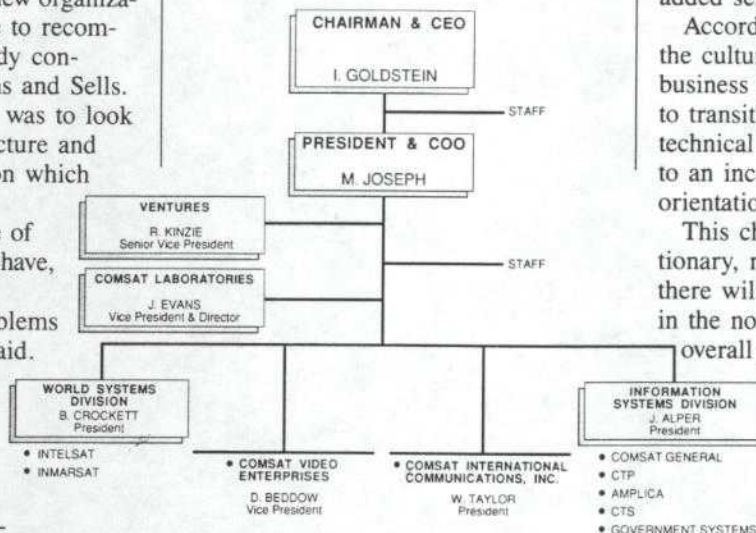 new organiza-
e to recom-
dy con-
s and Sells.
was to look
cture and
on which
of
have,
blems
aid.
CHAIRMAN & CEO
I. GOLDSTEIN
STAFF
PRESIDENT & COO
M. JOSEPH
VENTURES
R. KINZIE
Senior Vice President
STAFF
COMSAT LABORATORIES
J. EVANS
Vice President & Director
WORLD SYSTEMS
DIVISION
B. CROCKETT
President
• INTELSAT
• INMARSAT
• COMSAT VIDEO
ENTERPRISES
D. BEDDOW
Vice President
• COMSAT INTERNATIONAL
COMMUNICATIONS, INC.
W. TAYLOR
President
INFORMATION
SYSTEMS DIVISION
J. ALPER
President
• COMSAT GENERAL
• CTP
• AMPLICA
• CTS
• GOVERNMENT SYSTEMS
added se
Accord
the cultur
business
to transit
technical
to an inc
orientatio
This ch
tionary, r
there will
in the no
overall